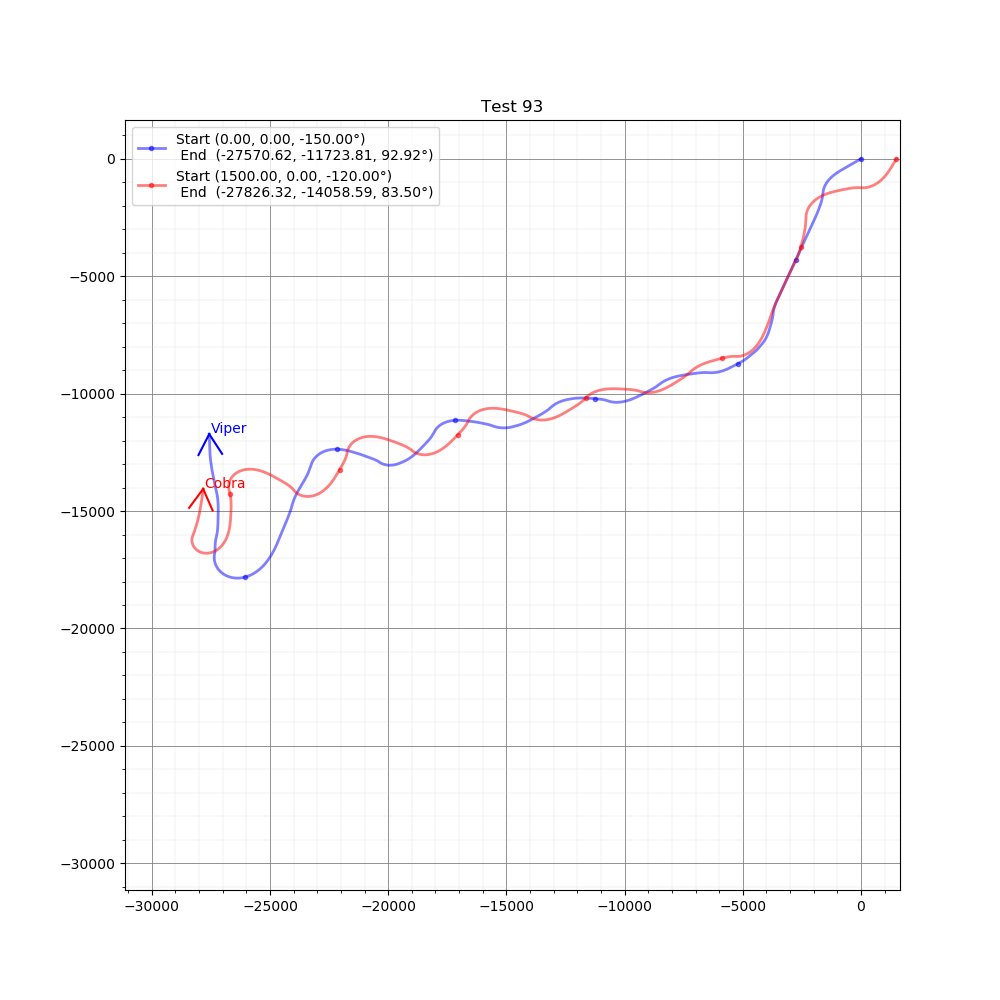 Test 93
Start (0.00, 0.00, -150.00°)
End  (-27570.62, -11723.81, 92.92°)
Start (1500.00, 0.00, -120.00°)
End  (-27826.32, -14058.59, 83.50°)
0
−5000
−10000
−15000
−20000
−25000
−30000
Viper
Cobra
−30000 −25000 −20000 −15000 −10000 −5000 0